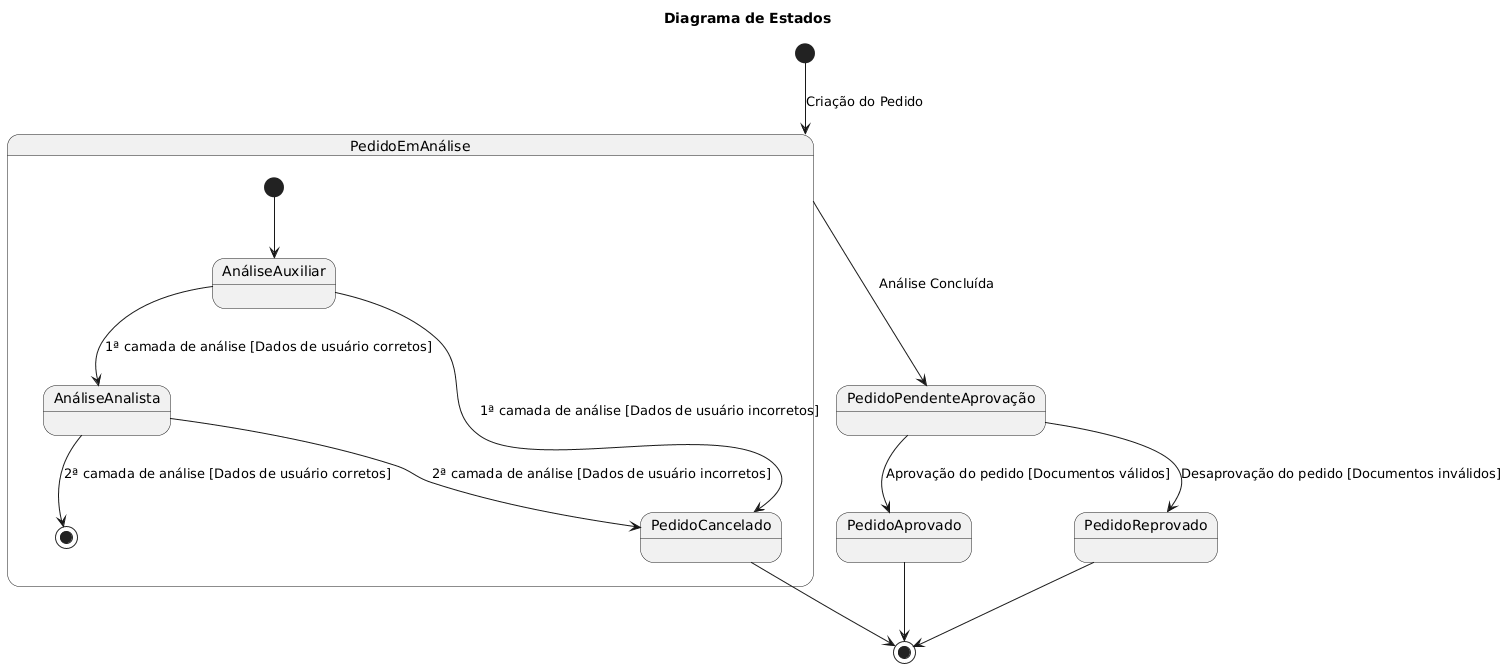 Diagrama de Estados
Criação do Pedido
PedidoEmAnálise
AnáliseAuxiliar
Análise Concluída
1ª camada de análise [Dados de usuário corretos]
AnáliseAnalista
PedidoPendenteAprovação
1ª camada de análise [Dados de usuário incorretos]
2ª camada de análise [Dados de usuário corretos]
2ª camada de análise [Dados de usuário incorretos]
Aprovação do pedido [Documentos válidos]
Desaprovação do pedido [Documentos inválidos]
PedidoCancelado
PedidoAprovado
PedidoReprovado